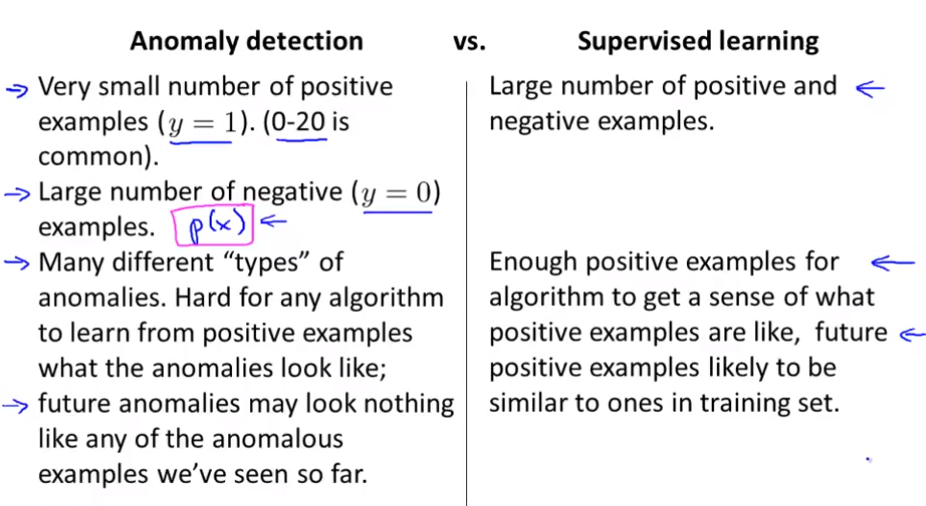 Anomaly detection vs. Supervised learning
→ Very small number of positive
examples (y = 1). (0-20 is
common).
→ Large number of negative (y = 0)
examples. p(x) ←
→ Many different “types” of
anomalies. Hard for any algorithm
to learn from positive examples
what the anomalies look like;
→ future anomalies may look nothing
like any of the anomalous
examples we’ve seen so far.
Large number of positive and ←
negative examples.
Enough positive examples for ←
algorithm to get a sense of what
positive examples are like, future ←
positive examples likely to be
similar to ones in training set.